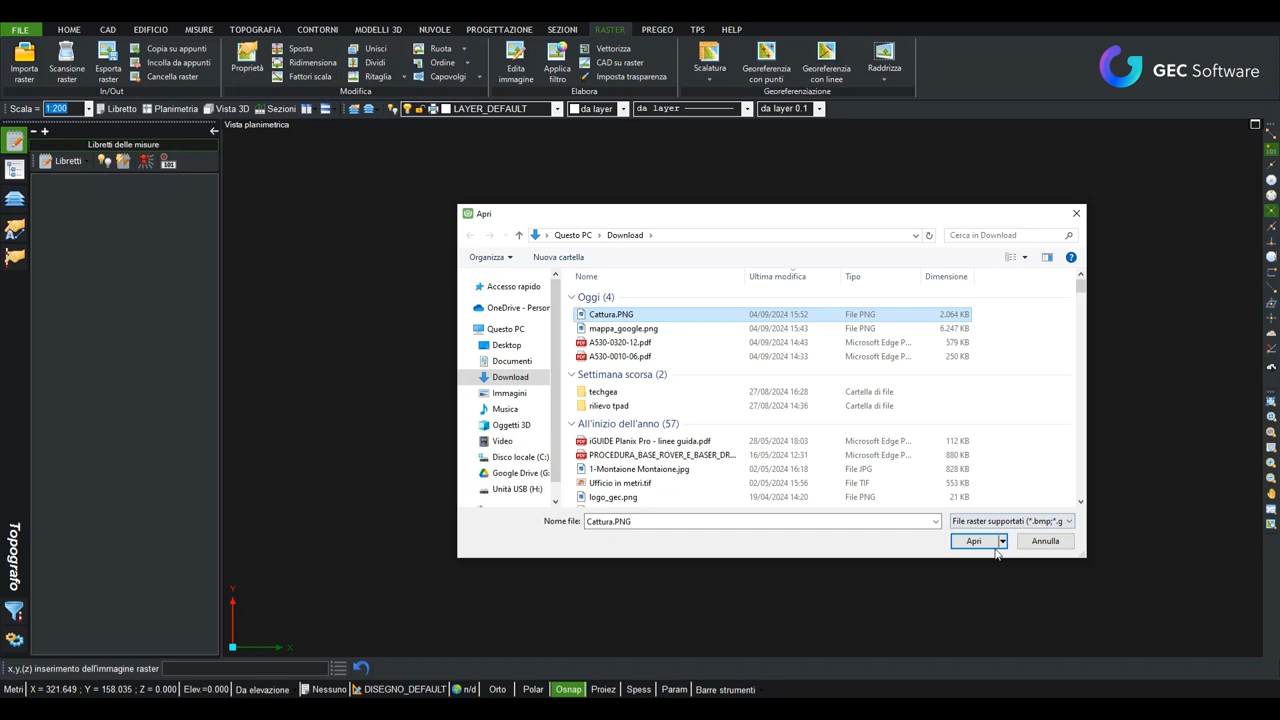 FILE HOME CAD EDIFICIO MISURE TOPOGRAFIA CONTORNI MODELLI 3D NUVOLE PROGETTAZIONE SEZIONI RASTER PREGEO TPS HELP
Importa raster Scansione raster Esporta raster Copia su appunti Incolla da appunti Cancella raster In/Out
Proprietà Sposta Ridimensiona Fattori scala Unisci Dividi Ritaglia Ruota Ordine Capovolgi Modifica
Edita immagine Applica filtro Vettorizza CAD su raster Imposta trasparenza Elabora
Scalatura Georeferenzia con punti Georeferenzia con linee Raddrizza Georeferenziazione
GEC Software
Scala = 1:200 Libretto Planimetria Vista 3D Sezioni LAYER_DEFAULT da layer da layer da layer 0.1
Vista planimetrica
Libretti delle misure
Libretti
Apri
Questo PC Download Cerca in Download
Organizza Nuova cartella
Accesso rapido
OneDrive - Person
Questo PC
Desktop
Documenti
Download
Immagini
Musica
Oggetti 3D
Video
Disco locale (C:)
Google Drive (G:
Unità USB (H:)
Nome Ultima modifica Tipo Dimensione
Oggi (4)
Cattura.PNG 04/09/2024 15:52 File PNG 2.064 KB
mappa_google.png 04/09/2024 15:43 File PNG 6.247 KB
A530-0320-12.pdf 04/09/2024 14:43 Microsoft Edge P... 579 KB
A530-0010-06.pdf 04/09/2024 14:33 Microsoft Edge P... 250 KB
Settimana scorsa (2)
techgea 27/08/2024 16:28 Cartella di file
rilievo tpad 27/08/2024 14:36 Cartella di file
All'inizio dell'anno (57)
iGUIDE Planix Pro - linee guida.pdf 28/05/2024 18:03 Microsoft Edge P... 112 KB
PROCEDURA_BASE_ROVER_E_BASER_DR... 16/05/2024 12:31 Microsoft Edge P... 880 KB
1-Montaione Montaione.jpg 02/05/2024 16:18 File JPG 828 KB
Ufficio in metri.tif 02/05/2024 15:56 File TIF 553 KB
logo_gec.png 19/04/2024 14:20 File PNG 21 KB
Nome file: Cattura.PNG File raster supportati (*.bmp;*.g
Apri Annulla
Topografo
Y
X
x,y,(z) inserimento dell'immagine raster
Metri X = 321.649 ; Y = 158.035 ; Z = 0.000 Elev.=0.000 Da elevazione Nessuno DISEGNO_DEFAULT n/d Orto Polar Osnap Proiez Spess Param Barre strumenti